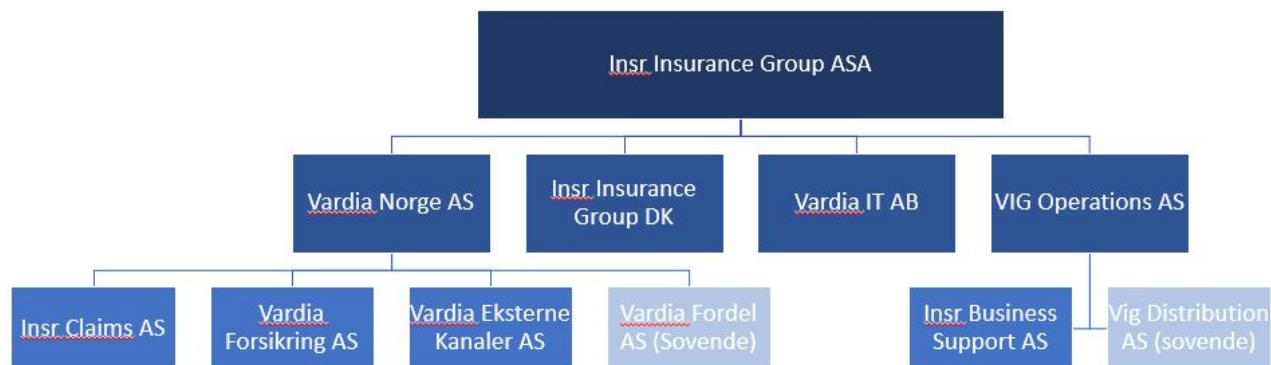 Insr Insurance Group ASA
Vardia Norge AS
Insr Insurance
Group DK
Vardia IT AB
VIG Operations AS
Insr Claims AS
Vardia
Forsikring AS
Vardia Eksterne
Kanaler AS
Vardia Fordel
AS (Sovende)
Insr Business
Support AS
Vig Distribution
AS (sovende)